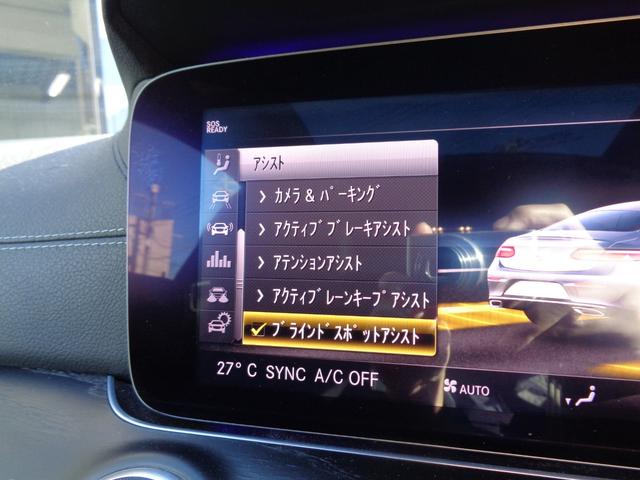 SOS
READY
アシスト
カメラ & パーキング
アクティブブレーキアシスト
アテンションアシスト
アクティブレーンキープアシスト
ブラインドスポットアシスト
27°C SYNC A/C OFF
AUTO